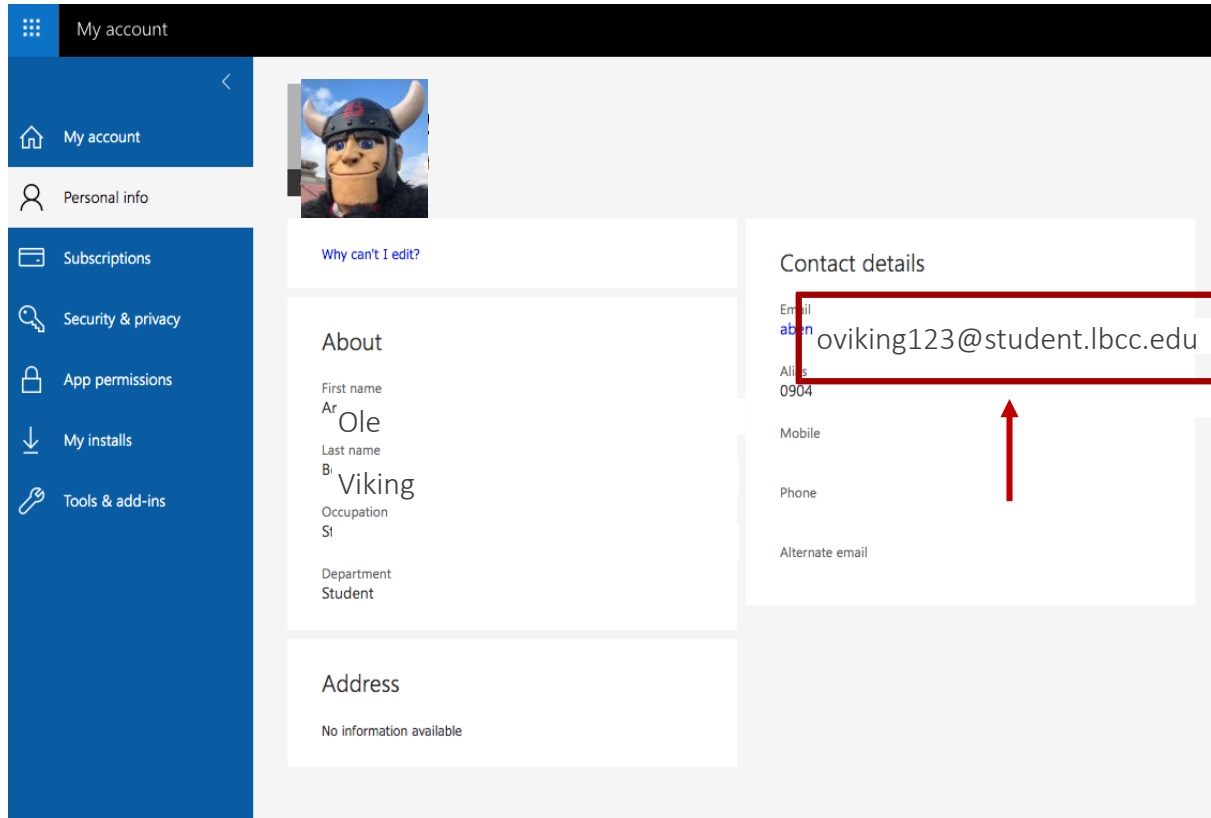 My account
My account
Personal info
Subscriptions
Security & privacy
App permissions
My installs
Tools & add-ins
Why can't I edit?
About
First name
Ole
Last name
Viking
Occupation
Department
Student
Address
No information available
Contact details
Email
oviking123@student.lbcc.edu
Alias
0904
Mobile
Phone
Alternate email